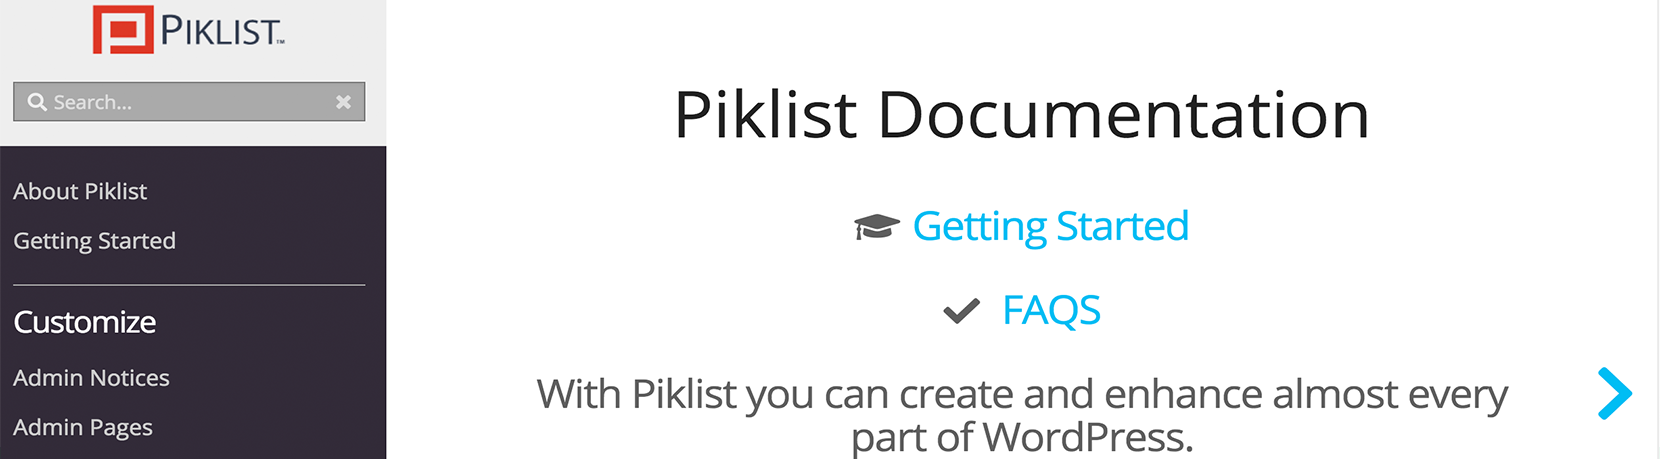 PIKLIST™
Search...
About Piklist
Getting Started
Customize
Admin Notices
Admin Pages
Piklist Documentation
Getting Started
FAQS
With Piklist you can create and enhance almost every
part of WordPress.